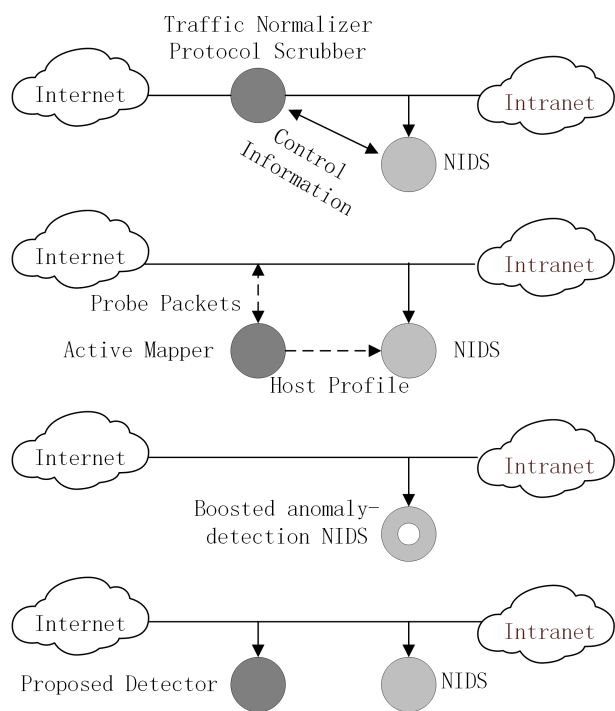 Traffic Normalizer
Protocol Scrubber
Internet
Intranet
Control
Information
NIDS
Internet
Intranet
Probe Packets
Active Mapper
NIDS
Host Profile
Internet
Intranet
Boosted anomaly-
detection NIDS
Internet
Intranet
Proposed Detector
NIDS